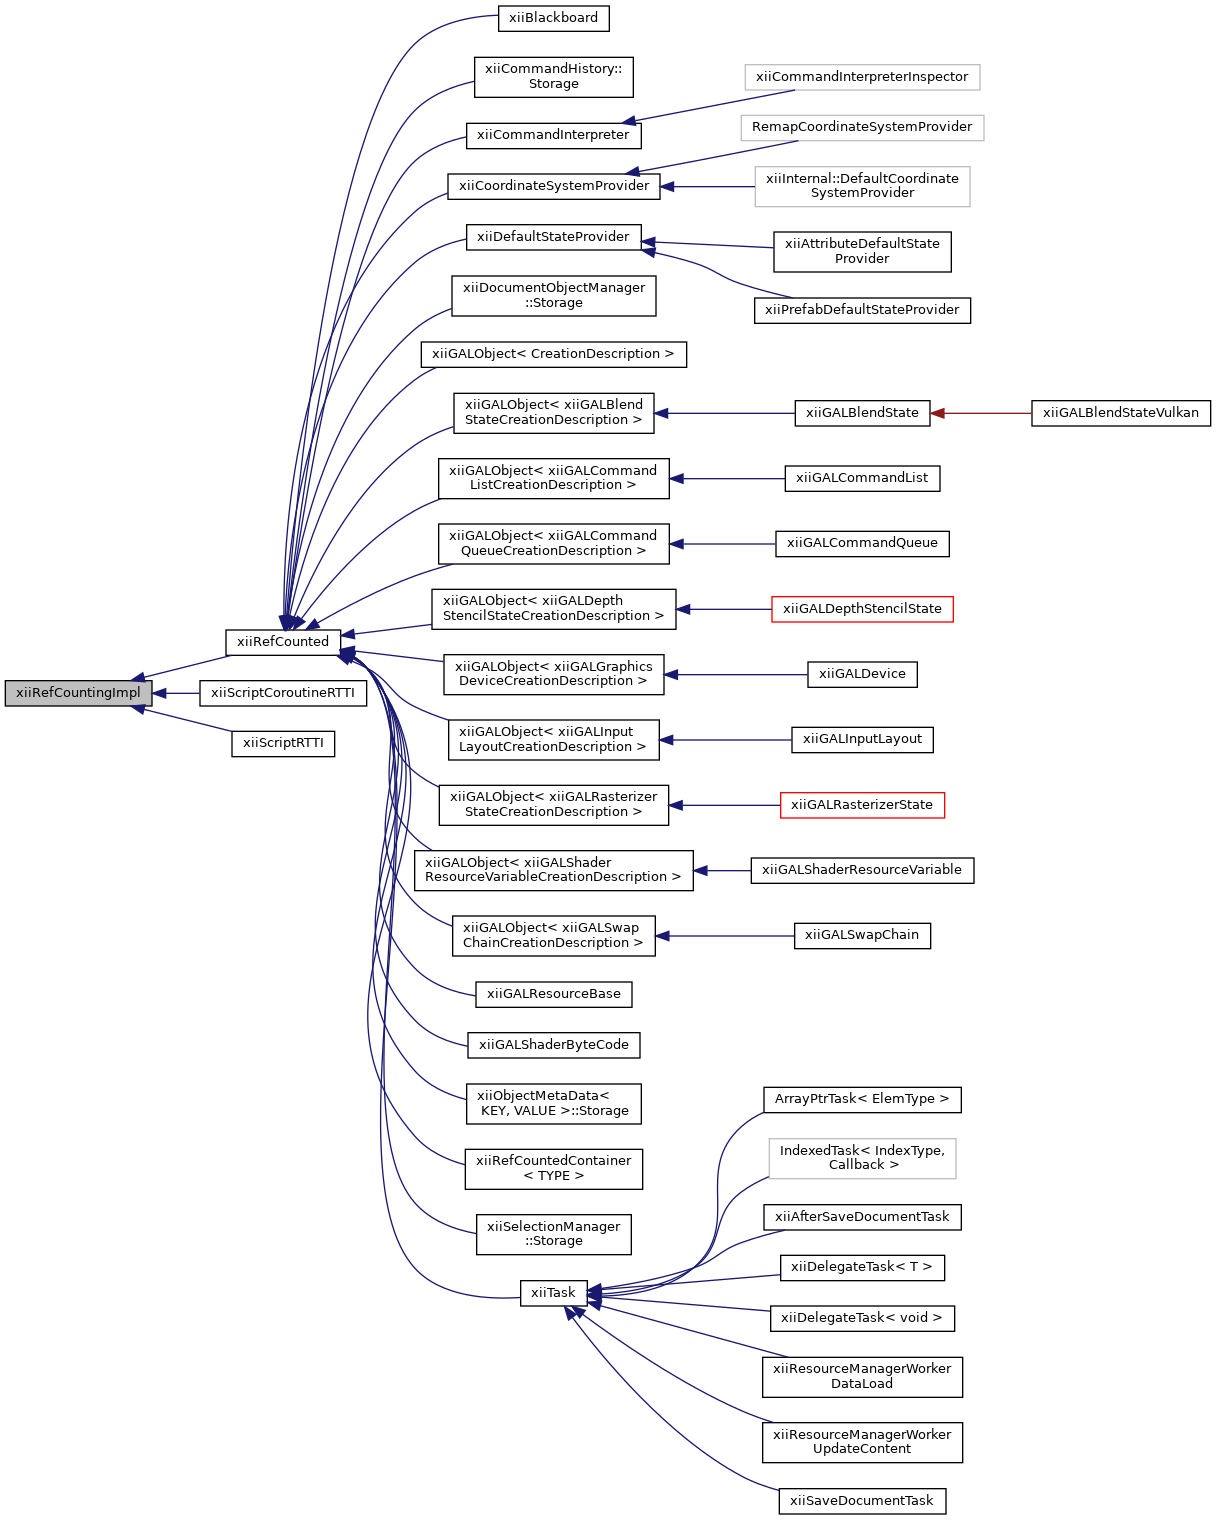 xiiBlackboard
xiiCommandHistory::
Storage
xiiCommandInterpreterInspector
xiiCommandInterpreter
RemapCoordinateSystemProvider
xiiCoordinateSystemProvider
xiiInternal::DefaultCoordinate
SystemProvider
xiiDefaultStateProvider
xiiAttributeDefaultState
Provider
xiiDocumentObjectManager
::Storage
xiiPrefabDefaultStateProvider
xiiGALObject< CreationDescription >
xiiGALObject< xiiGALBlend
StateCreationDescription >
xiiGALBlendState
xiiGALBlendStateVulkan
xiiGALObject< xiiGALCommand
ListCreationDescription >
xiiGALCommandList
xiiGALObject< xiiGALCommand
QueueCreationDescription >
xiiGALCommandQueue
xiiGALObject< xiiGALDepth
StencilStateCreationDescription >
xiiGALDepthStencilState
xiiRefCounted
xiiGALObject< xiiGALGraphics
DeviceCreationDescription >
xiiGALDevice
xiiRefCountingImpl
xiiScriptCoroutineRTTI
xiiScriptRTTI
xiiGALObject< xiiGALInput
LayoutCreationDescription >
xiiGALInputLayout
xiiGALObject< xiiGALRasterizer
StateCreationDescription >
xiiGALRasterizerState
xiiGALObject< xiiGALShader
ResourceVariableCreationDescription >
xiiGALShaderResourceVariable
xiiGALObject< xiiGALSwap
ChainCreationDescription >
xiiGALSwapChain
xiiGALResourceBase
xiiGALShaderByteCode
xiiObjectMetaData<
KEY, VALUE >::Storage
xiiRefCountedContainer
< TYPE >
xiiSelectionManager
::Storage
xiiTask
ArrayPtrTask< ElemType >
IndexedTask< IndexType,
Callback >
xiiAfterSaveDocumentTask
xiiDelegateTask< T >
xiiDelegateTask< void >
xiiResourceManagerWorker
DataLoad
xiiResourceManagerWorker
UpdateContent
xiiSaveDocumentTask